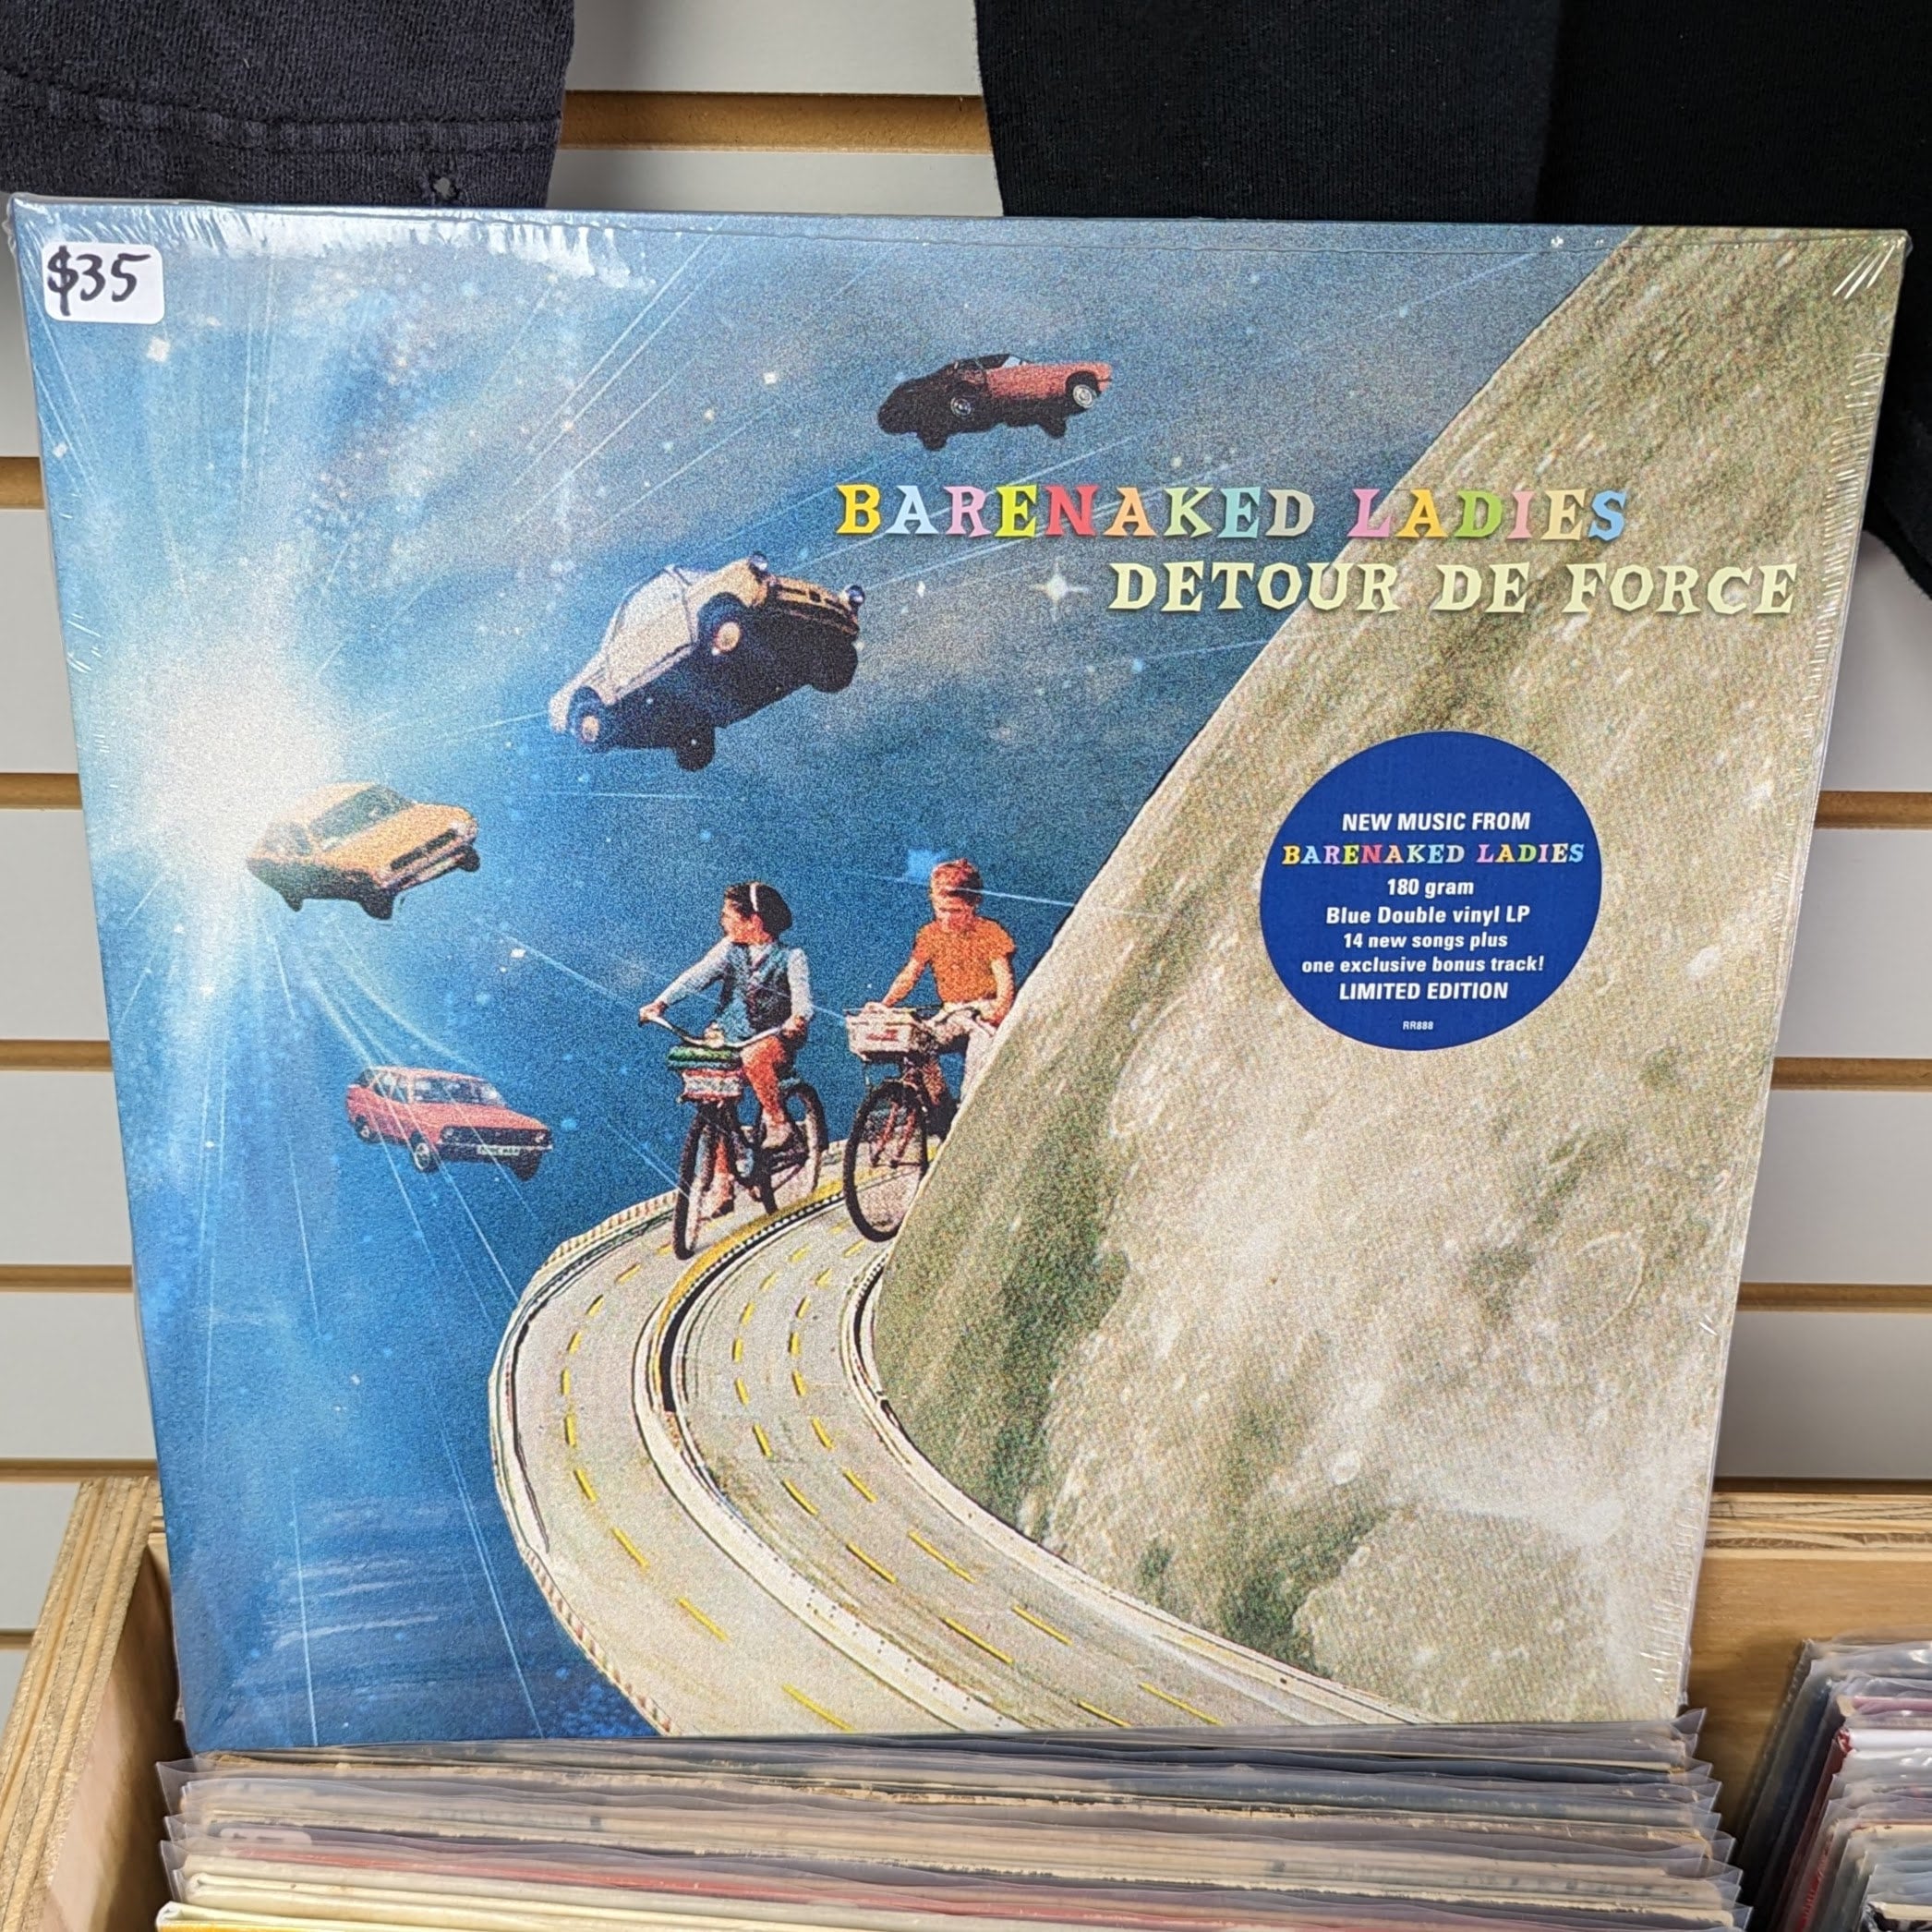 $35
BARENAKED LADIES
DETOUR DE FORCE
NEW MUSIC FROM
BARENAKED LADIES
180 gram
Blue Double vinyl LP
14 new songs plus
one exclusive bonus track!
LIMITED EDITION
RR888